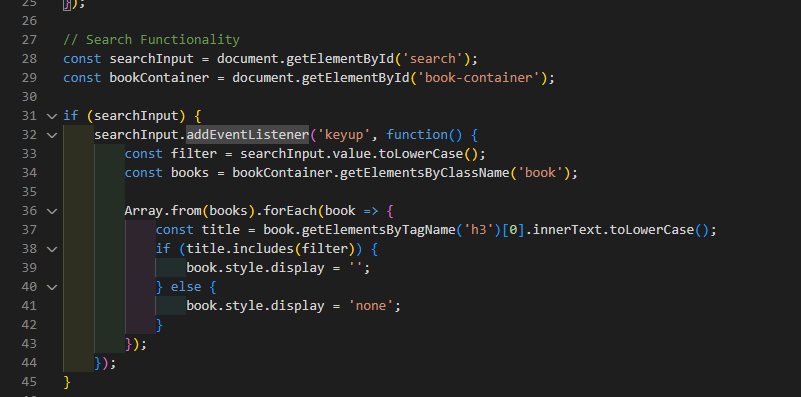 25 });
26
27 // Search Functionality
28 const searchInput = document.getElementById('search');
29 const bookContainer = document.getElementById('book-container');
30
31 if (searchInput) {
32     searchInput.addEventListener('keyup', function() {
33         const filter = searchInput.value.toLowerCase();
34         const books = bookContainer.getElementsByClassName('book');
35
36         Array.from(books).forEach(book => {
37             const title = book.getElementsByTagName('h3')[0].innerText.toLowerCase();
38             if (title.includes(filter)) {
39                 book.style.display = '';
40             } else {
41                 book.style.display = 'none';
42             }
43         });
44     });
45 }